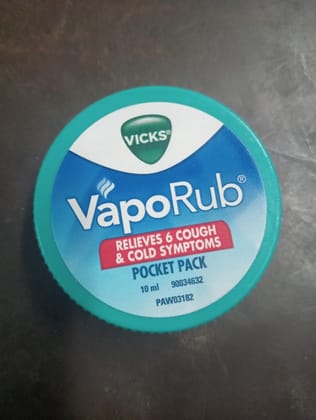 VICKS®
VapoRub®
RELIEVES 6 COUGH
& COLD SYMPTOMS
POCKET PACK
10 ml 90034632
PAW03182